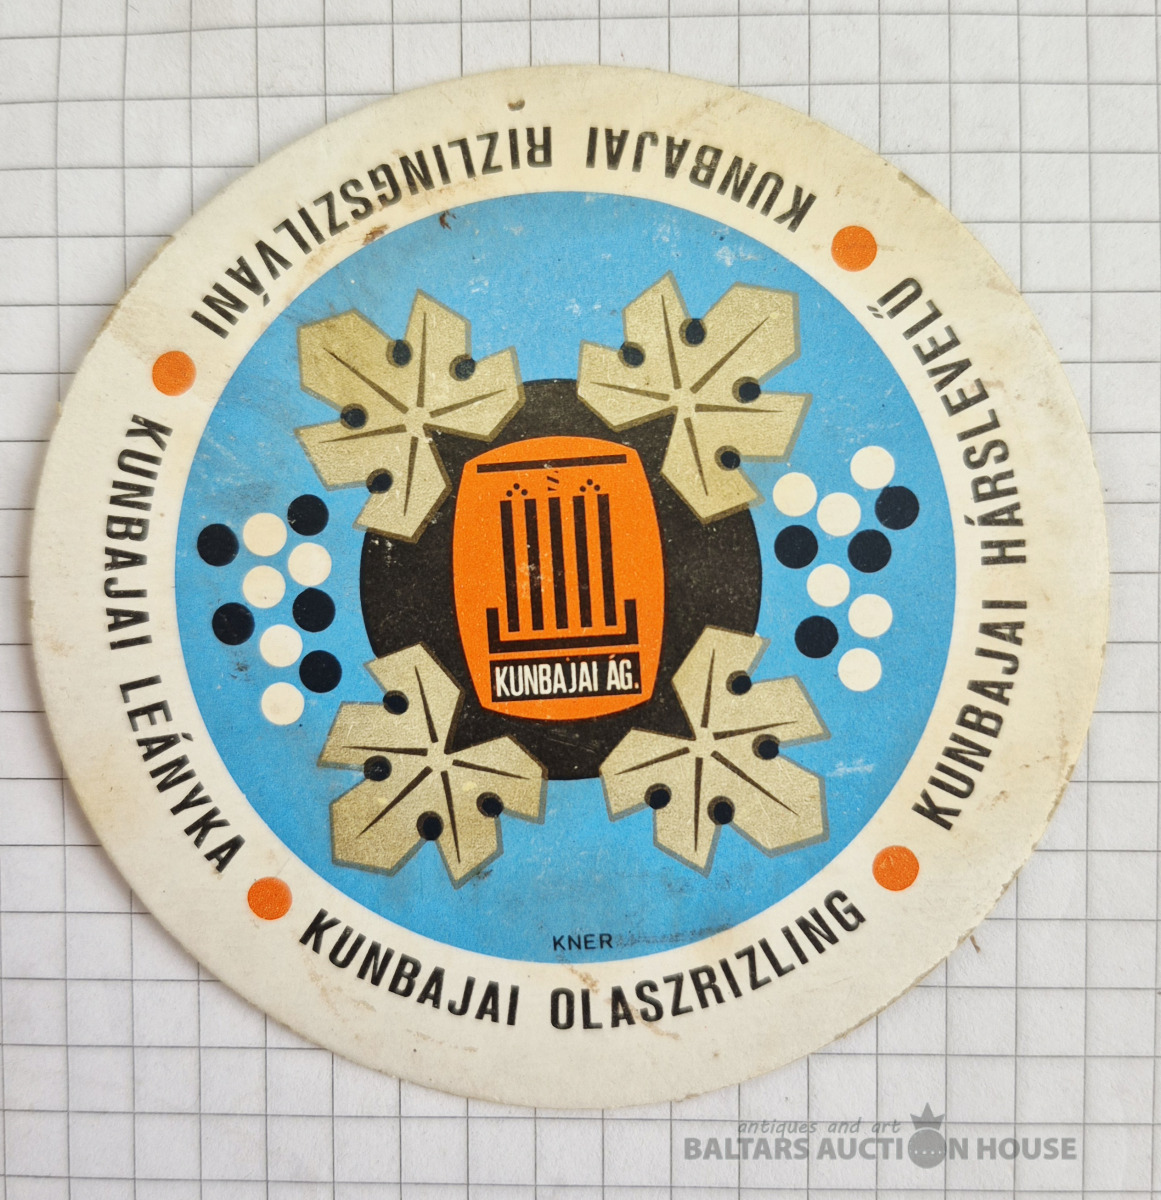 KUNBAJAI RIZLINGSZILVÁNI
KUNBAJAI HÁRSLEVELŰ
KUNBAJAI LEÁNYKA
KUNBAJAI OLASZRIZLING
KUNBAJAI ÁG.
KNER
antiques and art
BALTARS AUCTION HOUSE